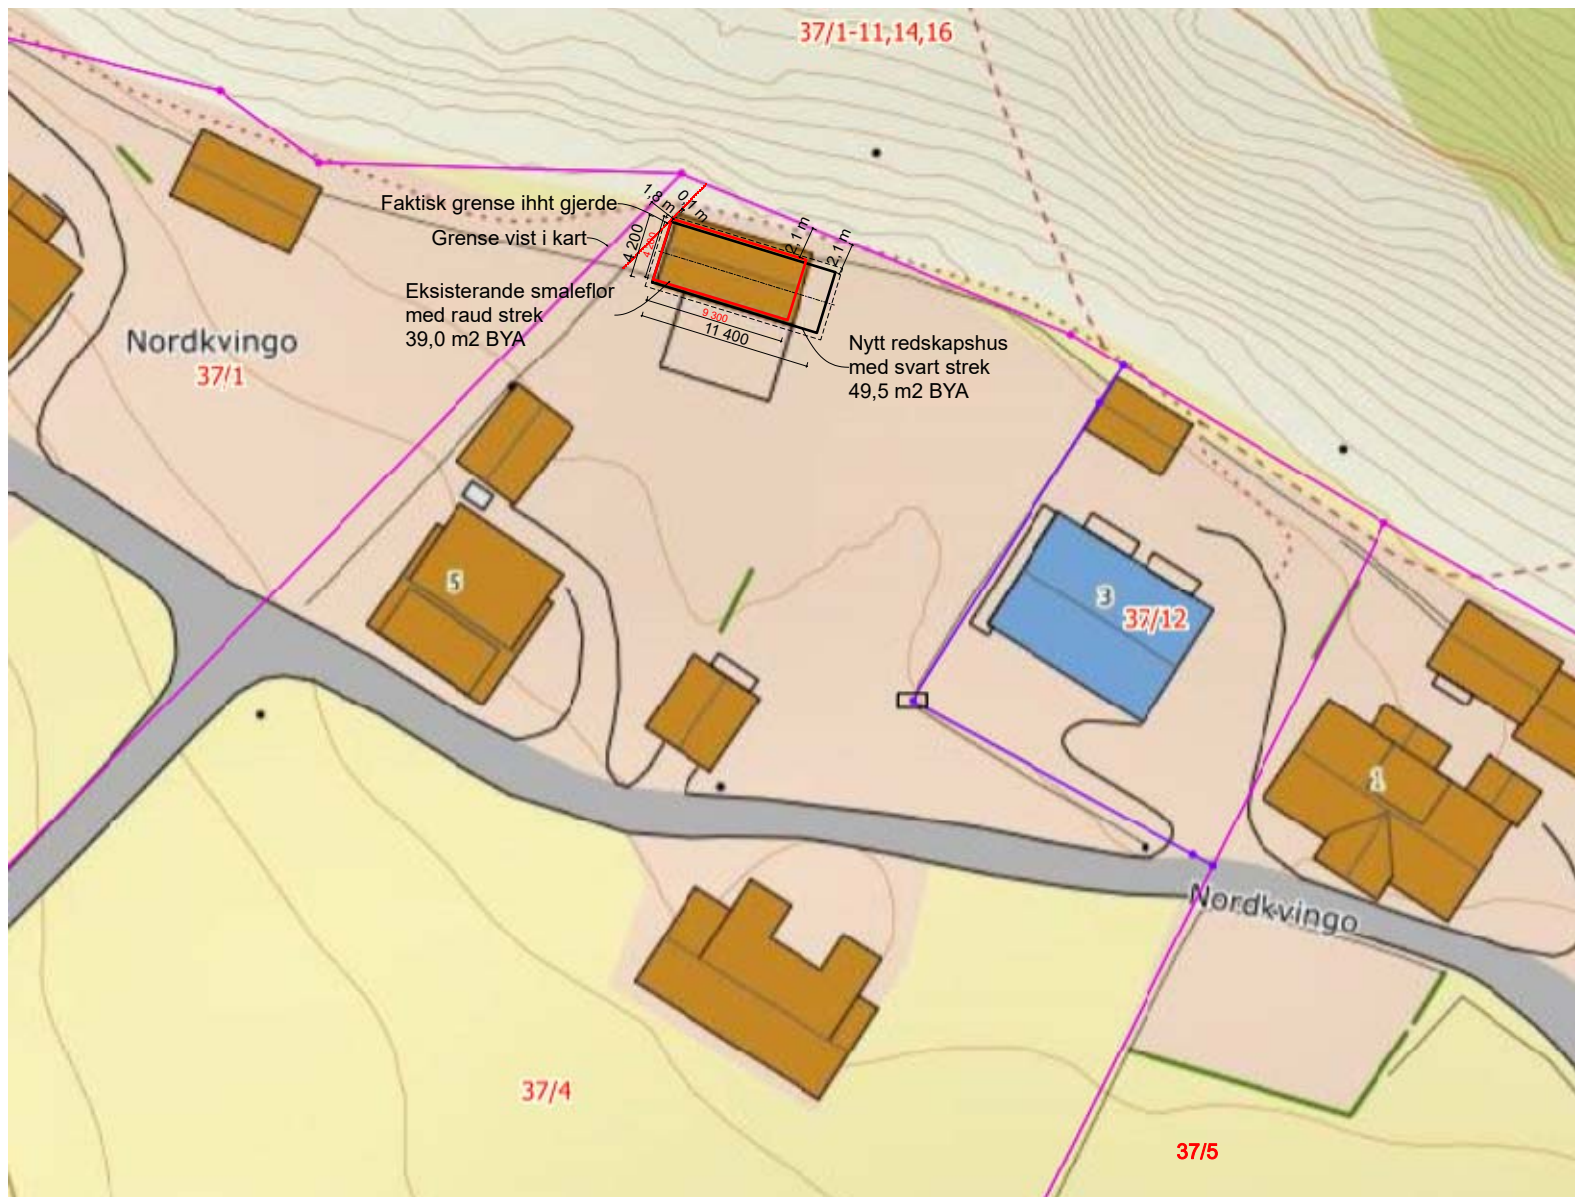 37/1-11,14,16
1,8 m
0,1 m
Faktisk grense ihht gjerde
Grense vist i kart
4 200
4 200
2,1 m
2,1 m
Eksisterande smaleflor
med raud strek
39,0 m2 BYA
9 300
11 400
Nytt redskapshus
med svart strek
49,5 m2 BYA
Nordkvingo
37/1
5
3
37/12
1
Nordkvingo
37/4
37/5